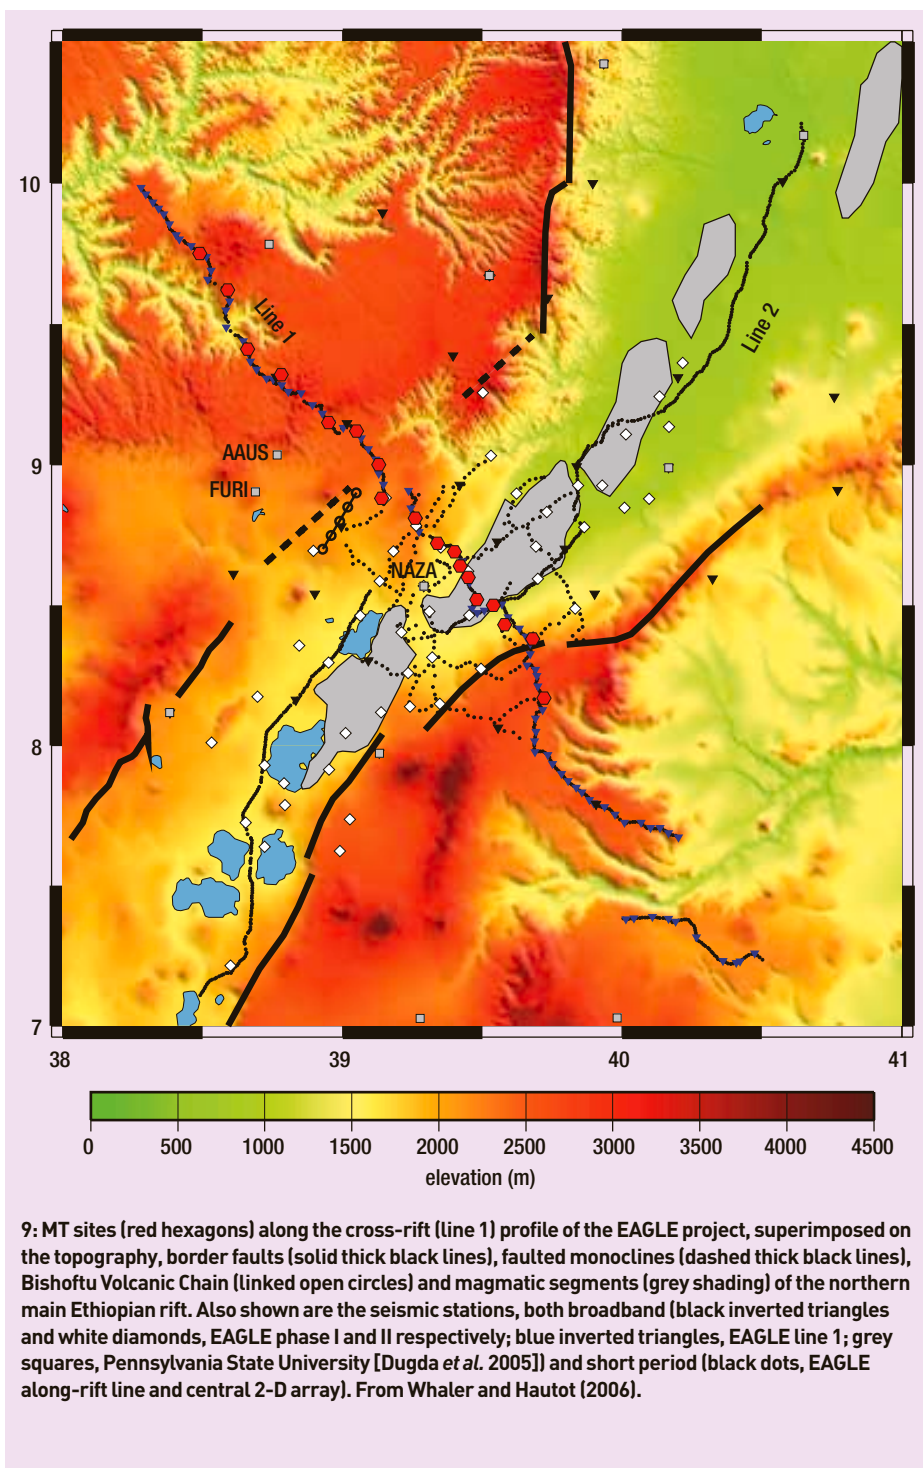 10
9
8
7
Line 1
Line 2
AAUS
FURI
NAZA
38 39 40 41
0 500 1000 1500 2000 2500 3000 3500 4000 4500
elevation (m)
9: MT sites (red hexagons) along the cross-rift (line 1) profile of the EAGLE project, superimposed on
the topography, border faults (solid thick black lines), faulted monoclines (dashed thick black lines),
Bishoftu Volcanic Chain (linked open circles) and magmatic segments (grey shading) of the northern
main Ethiopian rift. Also shown are the seismic stations, both broadband (black inverted triangles
and white diamonds, EAGLE phase I and II respectively; blue inverted triangles, EAGLE line 1; grey
squares, Pennsylvania State University [Dugda et al. 2005]) and short period (black dots, EAGLE
along-rift line and central 2-D array). From Whaler and Hautot (2006).